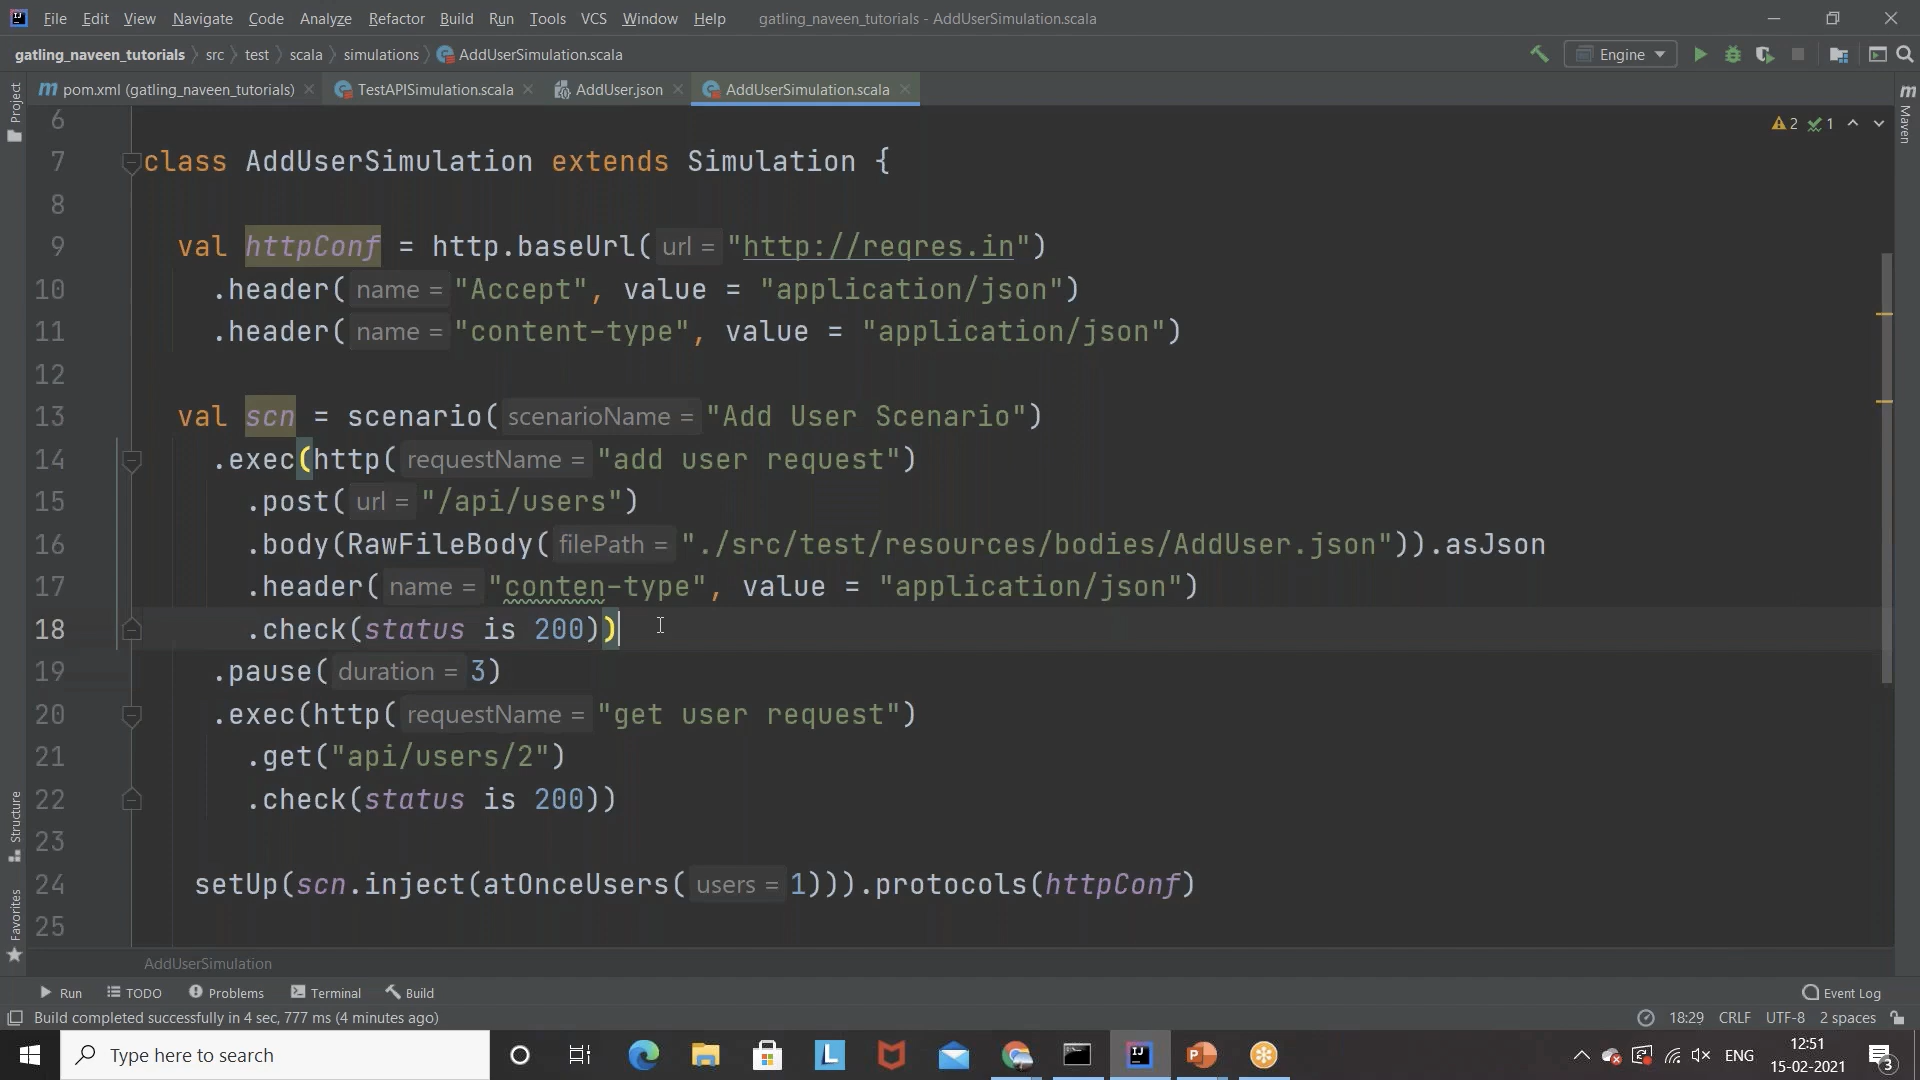 File Edit View Navigate Code Analyze Refactor Build Run Tools VCS Window Help gatling_naveen_tutorials - AddUserSimulation.scala
gatling_naveen_tutorials src test scala simulations AddUserSimulation.scala Engine
pom.xml (gatling_naveen_tutorials) TestAPISimulation.scala AddUser.json AddUserSimulation.scala
Project
Maven
2 1
6
7 class AddUserSimulation extends Simulation {
8
9 val httpConf = http.baseUrl( url = "http://reqres.in")
10 .header( name = "Accept", value = "application/json")
11 .header( name = "content-type", value = "application/json")
12
13 val scn = scenario( scenarioName = "Add User Scenario")
14 .exec(http( requestName = "add user request")
15 .post( url = "/api/users")
16 .body(RawFileBody( filePath = "./src/test/resources/bodies/AddUser.json")).asJson
17 .header( name = "conten-type", value = "application/json")
18 .check(status is 200))
19 .pause( duration = 3)
20 .exec(http( requestName = "get user request")
21 .get("api/users/2")
22 .check(status is 200))
23
24 setUp(scn.inject(atOnceUsers( users = 1))).protocols(httpConf)
25
Structure
Favorites
AddUserSimulation
Run TODO Problems Terminal Build Event Log
Build completed successfully in 4 sec, 777 ms (4 minutes ago) 18:29 CRLF UTF-8 2 spaces
Type here to search L IJ P ENG 12:51
15-02-2021 3